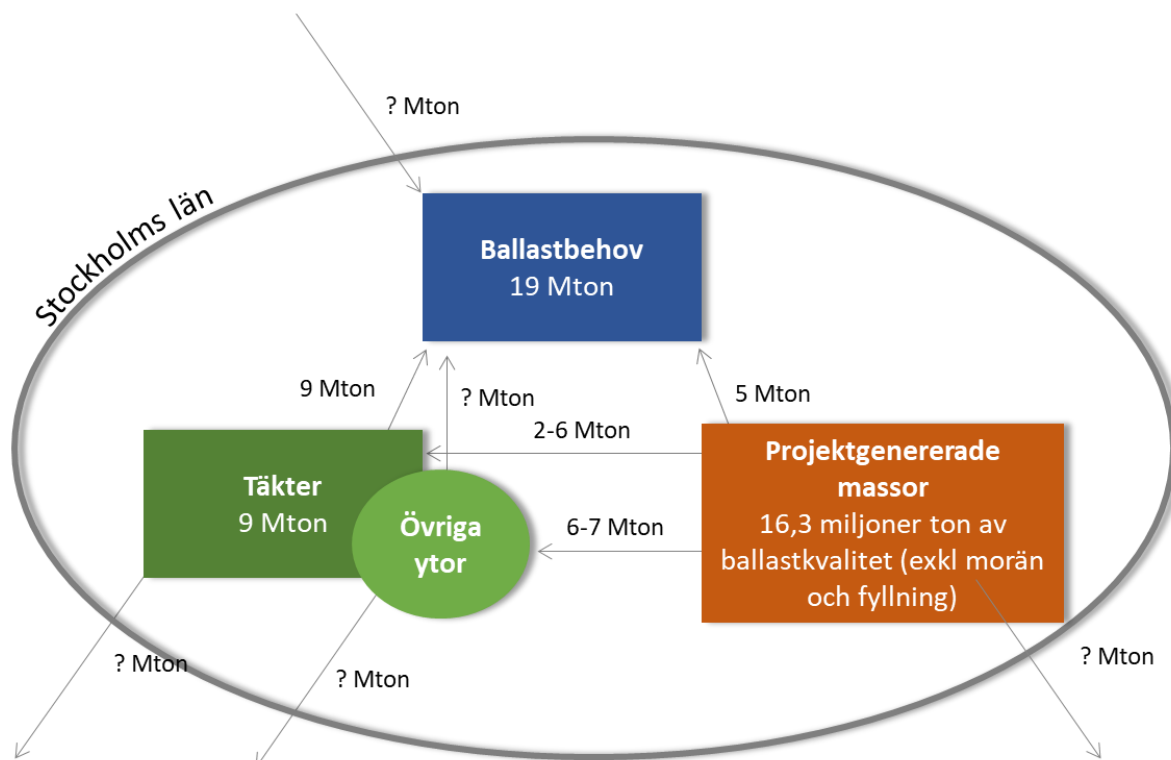 ? Mton
Stockholms län
Ballastbehov
19 Mton
9 Mton
? Mton
5 Mton
2-6 Mton
Täkter
9 Mton
Övriga
ytor
6-7 Mton
Projektgenererade
massor
16,3 miljoner ton av
ballastkvalitet (exkl morän
och fyllning)
? Mton
? Mton
? Mton